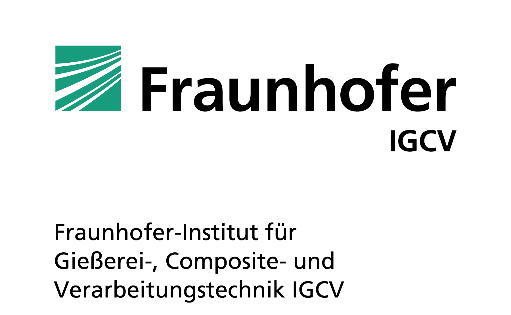 Fraunhofer
IGCV
Fraunhofer-Institut für
Gießerei-, Composite- und
Verarbeitungstechnik IGCV